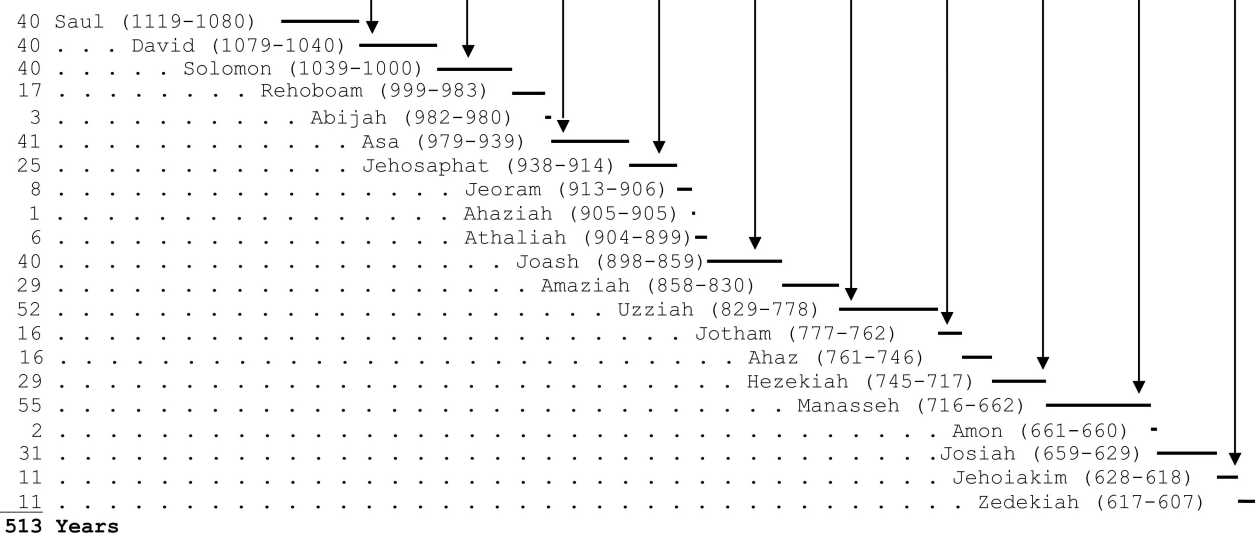 40 Saul (1119-1080)
40 . . . David (1079-1040)
40 . . . . . Solomon (1039-1000)
17 . . . . . . . . Rehoboam (999-983)
3 . . . . . . . . . . Abijah (982-980)
41 . . . . . . . . . . . . Asa (979-939)
25 . . . . . . . . . . . . Jehosaphat (938-914)
8 . . . . . . . . . . . . . . . . Jeoram (913-906)
1 . . . . . . . . . . . . . . . . Ahaziah (905-905)
6 . . . . . . . . . . . . . . . . Athaliah (904-899)
40 . . . . . . . . . . . . . . . . . . Joash (898-859)
29 . . . . . . . . . . . . . . . . . . . Amaziah (858-830)
52 . . . . . . . . . . . . . . . . . . . . . . Uzziah (829-778)
16 . . . . . . . . . . . . . . . . . . . . . . . . . Jotham (777-762)
16 . . . . . . . . . . . . . . . . . . . . . . . . . . . Ahaz (761-746)
29 . . . . . . . . . . . . . . . . . . . . . . . . . . . Hezekiah (745-717)
55 . . . . . . . . . . . . . . . . . . . . . . . . . . . . . Manasseh (716-662)
2 . . . . . . . . . . . . . . . . . . . . . . . . . . . . . . . . . . . Amon (661-660)
31 . . . . . . . . . . . . . . . . . . . . . . . . . . . . . . . . . . .Josiah (659-629)
11 . . . . . . . . . . . . . . . . . . . . . . . . . . . . . . . . . . . Jehoiakim (628-618)
11 . . . . . . . . . . . . . . . . . . . . . . . . . . . . . . . . . . . . Zedekiah (617-607)
513 Years